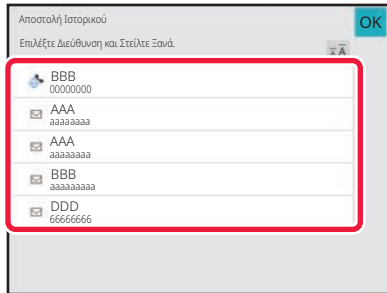 Αποστολή Ιστορικού
OK
Επιλέξτε Διεύθυνση και Στείλτε Ξανά.
A A
BBB
00000000
AAA
aaaaaaaa
AAA
aaaaaaaa
BBB
aaaaaaaaa
DDD
66666666